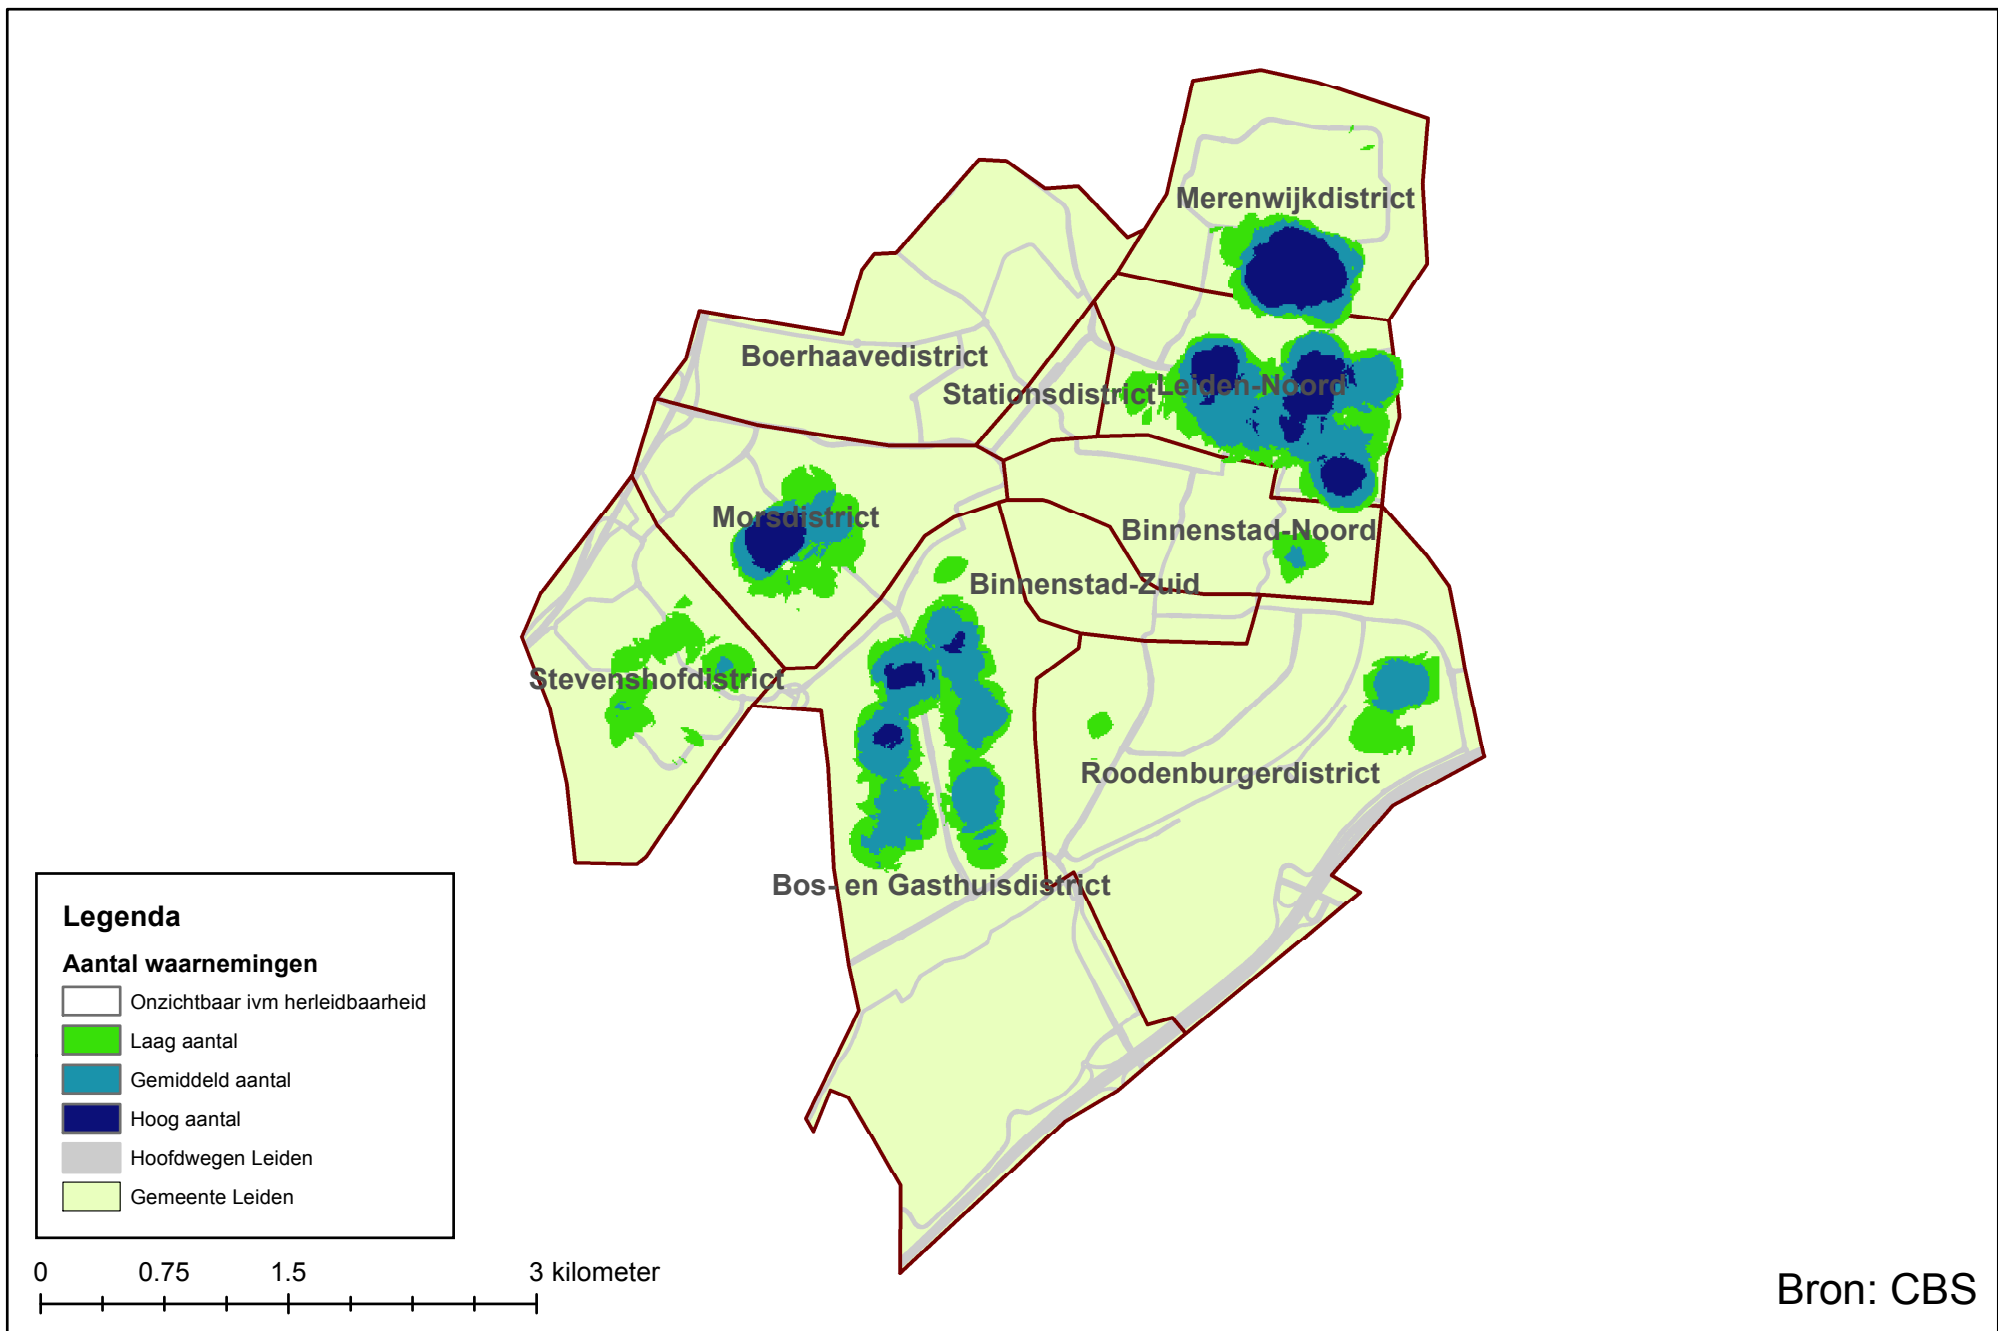 Merenwijkdistrict
Boerhaavedistrict
Stationsdistrict
Leiden-Noord
Morsdistrict
Binnenstad-Noord
Binnenstad-Zuid
Stevenshofdistrict
Roodenburgerdistrict
Bos- en Gasthuisdistrict
Legenda
Aantal waarnemingen
Onzichtbaar ivm herleidbaarheid
Laag aantal
Gemiddeld aantal
Hoog aantal
Hoofdwegen Leiden
Gemeente Leiden
0 0.75 1.5 3 kilometer
Bron: CBS